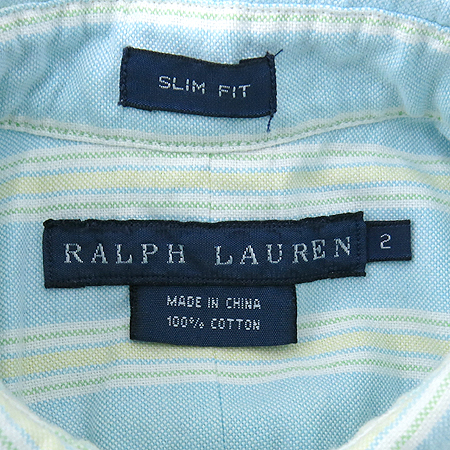 SLIM FIT
RALPH LAUREN 2
MADE IN CHINA
100% COTTON